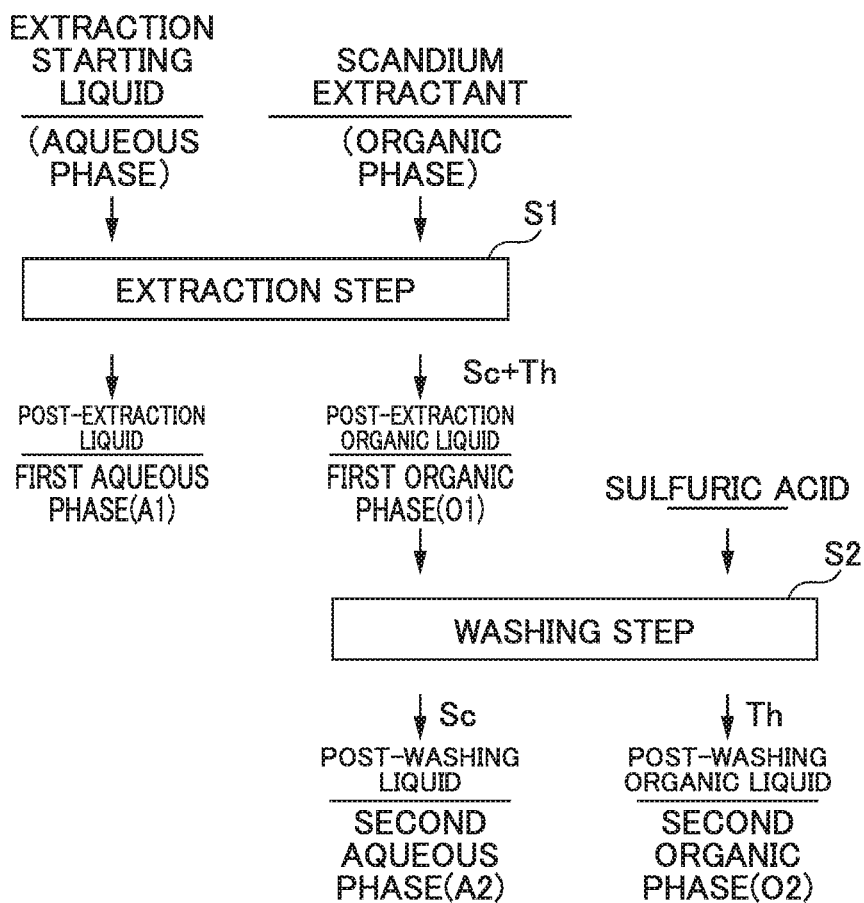 EXTRACTION
STARTING
LIQUID
(AQUEOUS
PHASE)
SCANDIUM
EXTRACTANT
(ORGANIC
PHASE)
S1
EXTRACTION STEP
Sc+Th
POST-EXTRACTION
LIQUID
FIRST AQUEOUS
PHASE(A1)
POST-EXTRACTION
ORGANIC LIQUID
FIRST ORGANIC
PHASE(O1)
SULFURIC ACID
S2
WASHING STEP
Sc
Th
POST-WASHING
LIQUID
SECOND
AQUEOUS
PHASE(A2)
POST-WASHING
ORGANIC LIQUID
SECOND
ORGANIC
PHASE(O2)